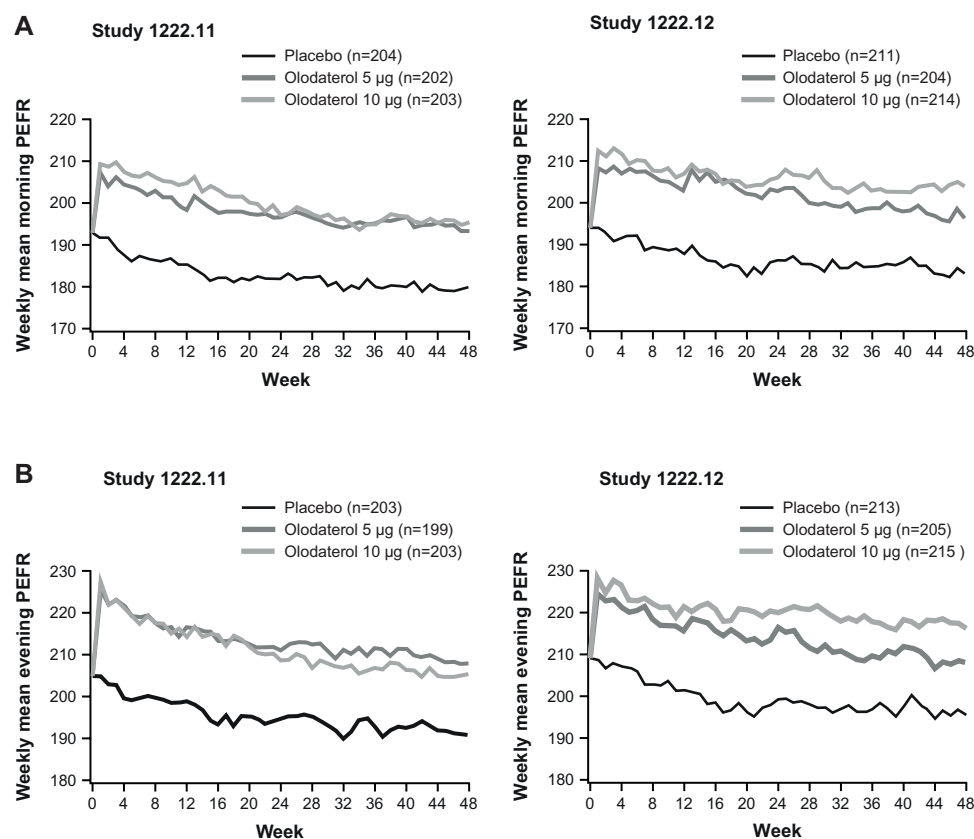 A
Study 1222.11
Placebo (n=204)
Olodaterol 5 µg (n=202)
Olodaterol 10 µg (n=203)
Weekly mean morning PEFR
220
210
200
190
180
170
0 4 8 12 16 20 24 28 32 36 40 44 48
Week
Study 1222.12
Placebo (n=211)
Olodaterol 5 µg (n=204)
Olodaterol 10 µg (n=214)
Weekly mean morning PEFR
220
210
200
190
180
170
0 4 8 12 16 20 24 28 32 36 40 44 48
Week
B
Study 1222.11
Placebo (n=203)
Olodaterol 5 µg (n=199)
Olodaterol 10 µg (n=203)
Weekly mean evening PEFR
230
220
210
200
190
180
0 4 8 12 16 20 24 28 32 36 40 44 48
Week
Study 1222.12
Placebo (n=213)
Olodaterol 5 µg (n=205)
Olodaterol 10 µg (n=215 )
Weekly mean evening PEFR
230
220
210
200
190
180
0 4 8 12 16 20 24 28 32 36 40 44 48
Week